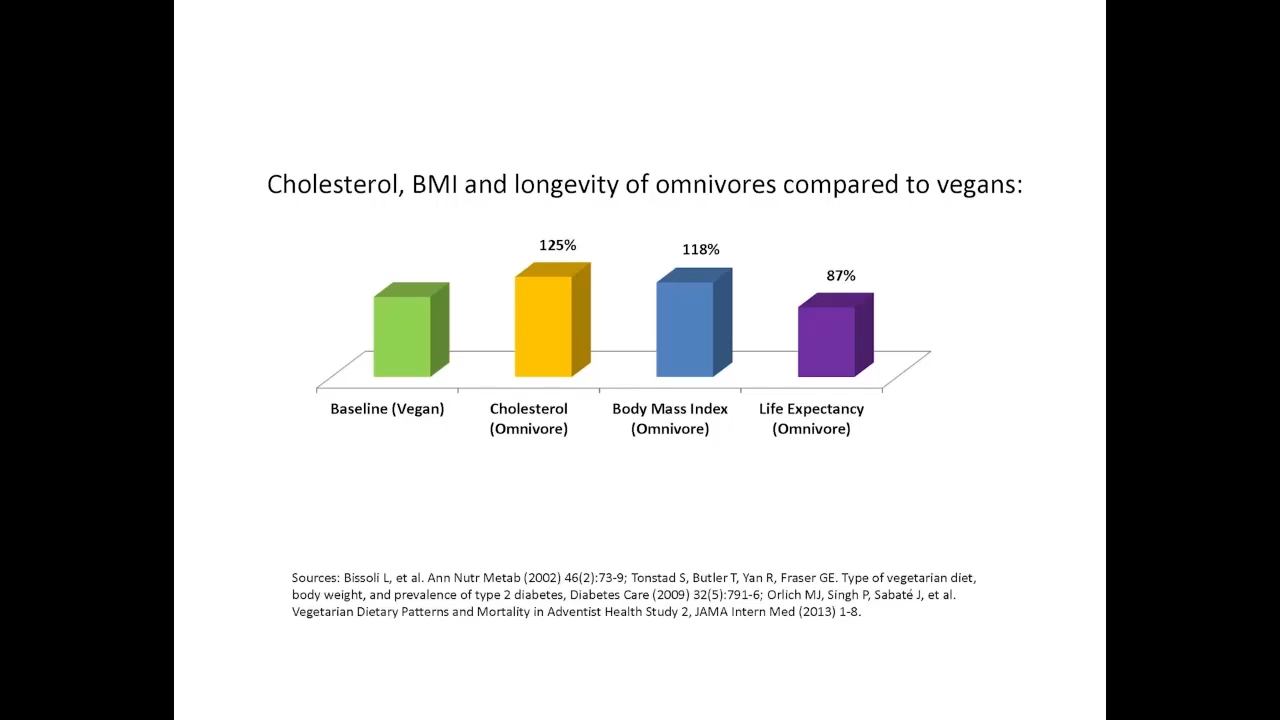 Cholesterol, BMI and longevity of omnivores compared to vegans:
125%
118%
87%
Baseline (Vegan)
Cholesterol
(Omnivore)
Body Mass Index
(Omnivore)
Life Expectancy
(Omnivore)
Sources: Bissoli L, et al. Ann Nutr Metab (2002) 46(2):73-9; Tonstad S, Butler T, Yan R, Fraser GE. Type of vegetarian diet,
body weight, and prevalence of type 2 diabetes, Diabetes Care (2009) 32(5):791-6; Orlich MJ, Singh P, Sabaté J, et al.
Vegetarian Dietary Patterns and Mortality in Adventist Health Study 2, JAMA Intern Med (2013) 1-8.